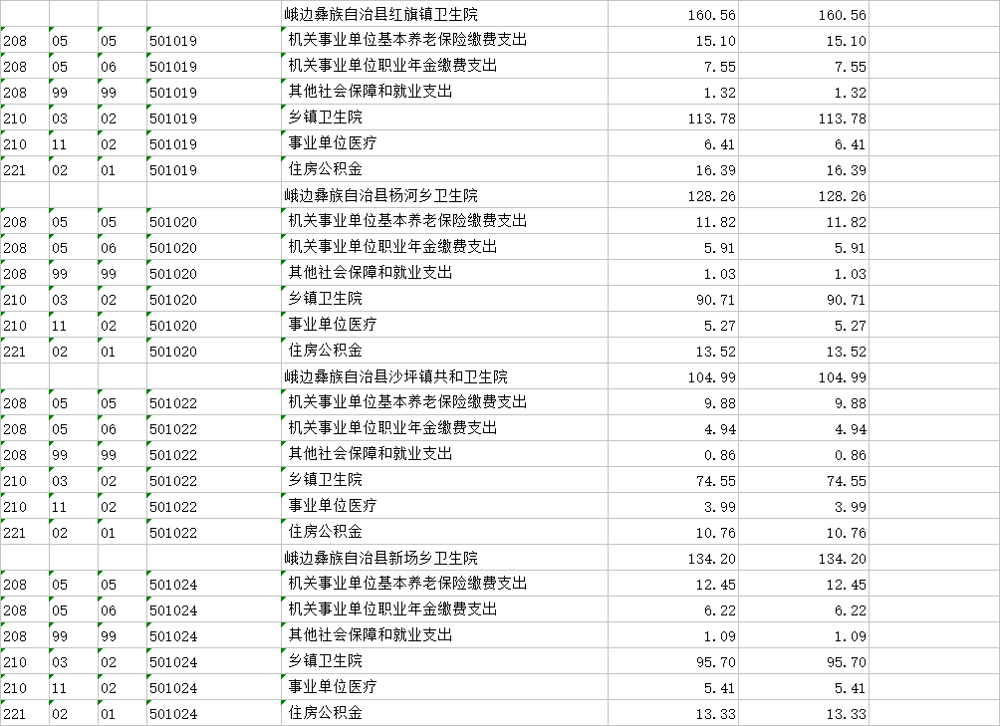 峨边彝族自治县红旗镇卫生院 160.56 160.56
208 05 05 501019 机关事业单位基本养老保险缴费支出 15.10 15.10
208 05 06 501019 机关事业单位职业年金缴费支出 7.55 7.55
208 99 99 501019 其他社会保障和就业支出 1.32 1.32
210 03 02 501019 乡镇卫生院 113.78 113.78
210 11 02 501019 事业单位医疗 6.41 6.41
221 02 01 501019 住房公积金 16.39 16.39
峨边彝族自治县杨河乡卫生院 128.26 128.26
208 05 05 501020 机关事业单位基本养老保险缴费支出 11.82 11.82
208 05 06 501020 机关事业单位职业年金缴费支出 5.91 5.91
208 99 99 501020 其他社会保障和就业支出 1.03 1.03
210 03 02 501020 乡镇卫生院 90.71 90.71
210 11 02 501020 事业单位医疗 5.27 5.27
221 02 01 501020 住房公积金 13.52 13.52
峨边彝族自治县沙坪镇共和卫生院 104.99 104.99
208 05 05 501022 机关事业单位基本养老保险缴费支出 9.88 9.88
208 05 06 501022 机关事业单位职业年金缴费支出 4.94 4.94
208 99 99 501022 其他社会保障和就业支出 0.86 0.86
210 03 02 501022 乡镇卫生院 74.55 74.55
210 11 02 501022 事业单位医疗 3.99 3.99
221 02 01 501022 住房公积金 10.76 10.76
峨边彝族自治县新场乡卫生院 134.20 134.20
208 05 05 501024 机关事业单位基本养老保险缴费支出 12.45 12.45
208 05 06 501024 机关事业单位职业年金缴费支出 6.22 6.22
208 99 99 501024 其他社会保障和就业支出 1.09 1.09
210 03 02 501024 乡镇卫生院 95.70 95.70
210 11 02 501024 事业单位医疗 5.41 5.41
221 02 01 501024 住房公积金 13.33 13.33